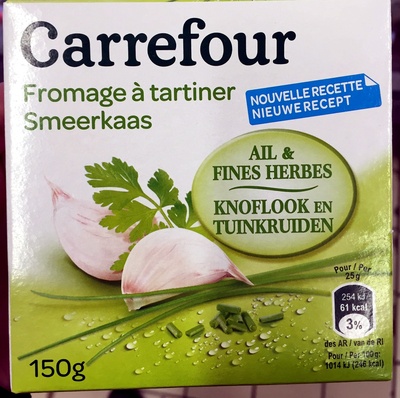 Carrefour
Fromage à tartiner
Smeerkaas
NOUVELLE RECETTE
NIEUWE RECEPT
AIL &
FINES HERBES
KNOFLOOK EN
TUINKRUIDEN
Pour / Per
25g
254 kJ
61 kcal
3%
des AR / van de RI
Pour / Per 100g:
1014 kJ (246 kcal)
150g